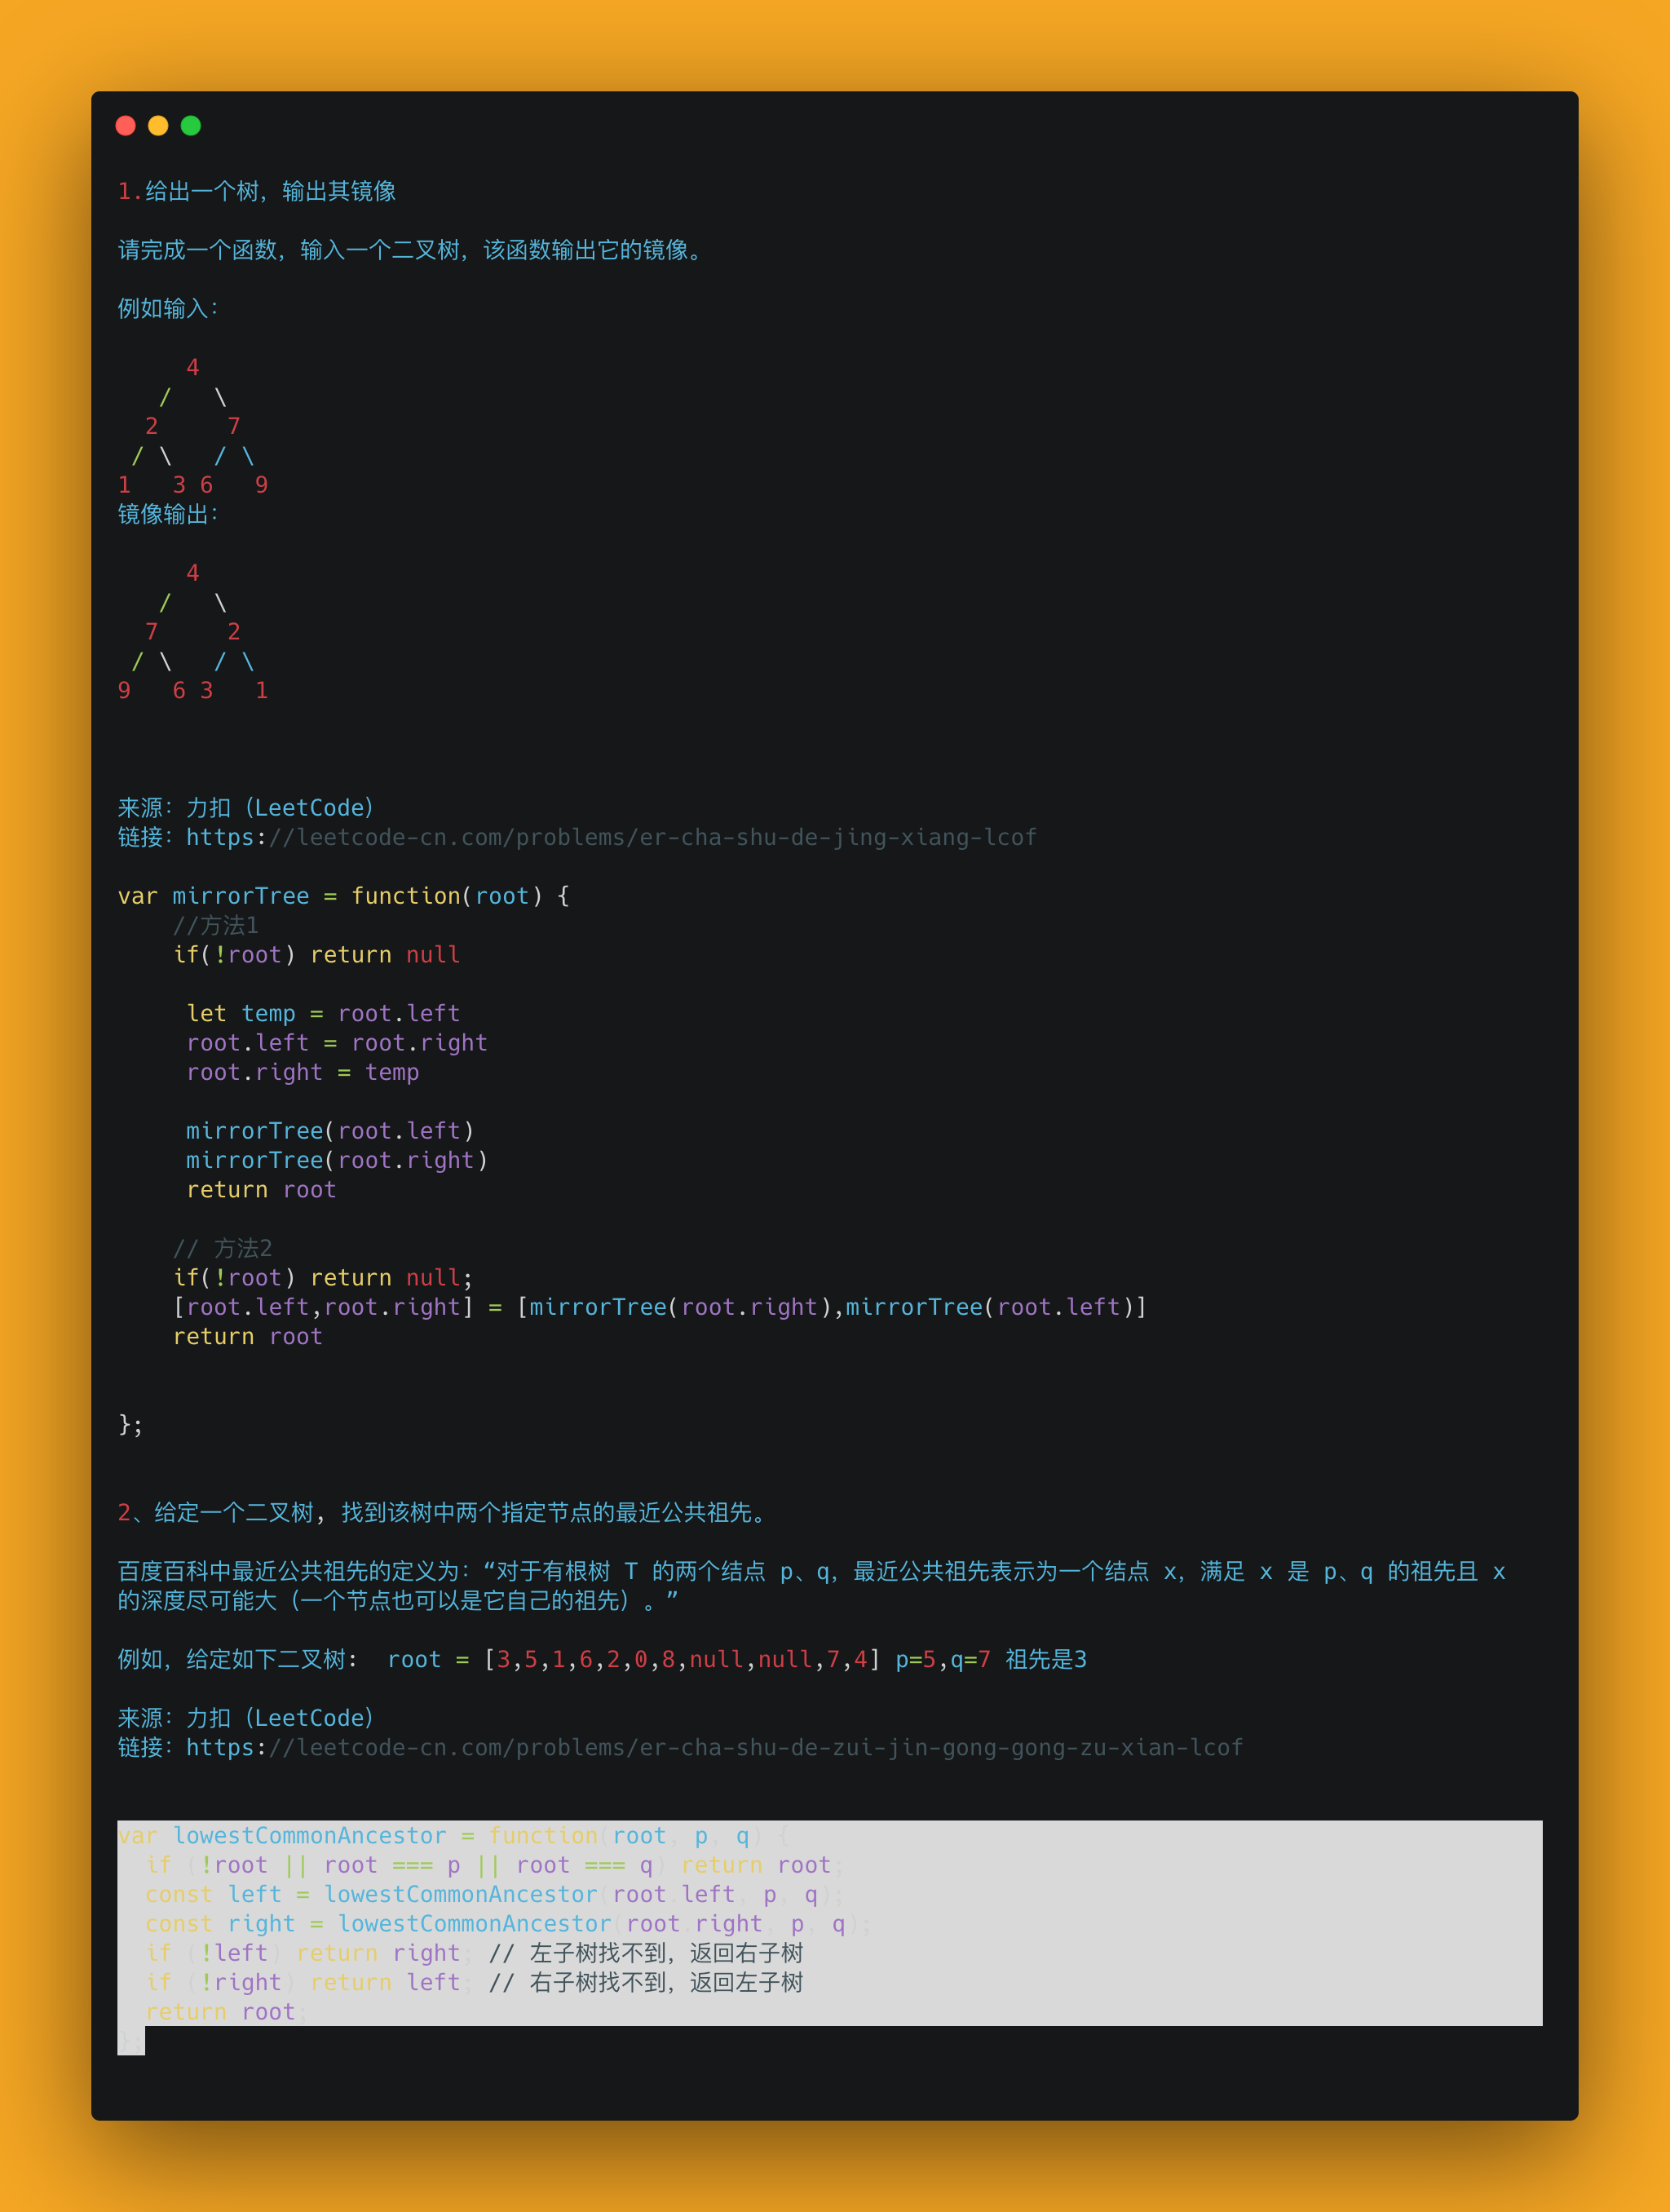 1.给出一个树，输出其镜像
请完成一个函数，输入一个二叉树，该函数输出它的镜像。
例如输入：
      4
    /   \
  2      7
 / \   / \
1   3 6   9
镜像输出：
      4
    /   \
  7      2
 / \   / \
9   6 3   1
来源：力扣（LeetCode）
链接：https://leetcode-cn.com/problems/er-cha-shu-de-jing-xiang-lcof
var mirrorTree = function(root) {
    //方法1
    if(!root) return null
     let temp = root.left
     root.left = root.right
     root.right = temp
     mirrorTree(root.left)
     mirrorTree(root.right)
     return root
    // 方法2
    if(!root) return null;
    [root.left,root.right] = [mirrorTree(root.right),mirrorTree(root.left)]
    return root
};
2、给定一个二叉树, 找到该树中两个指定节点的最近公共祖先。
百度百科中最近公共祖先的定义为：“对于有根树 T 的两个结点 p、q，最近公共祖先表示为一个结点 x，满足 x 是 p、q 的祖先且 x
的深度尽可能大（一个节点也可以是它自己的祖先）。”
例如，给定如下二叉树:  root = [3,5,1,6,2,0,8,null,null,7,4] p=5,q=7 祖先是3
来源：力扣（LeetCode）
链接：https://leetcode-cn.com/problems/er-cha-shu-de-zui-jin-gong-gong-zu-xian-lcof
var lowestCommonAncestor = function(root, p, q) {
  if (!root || root === p || root === q) return root;
  const left = lowestCommonAncestor(root.left, p, q);
  const right = lowestCommonAncestor(root.right, p, q);
  if (!left) return right; // 左子树找不到，返回右子树
  if (!right) return left; // 右子树找不到，返回左子树
  return root;
};